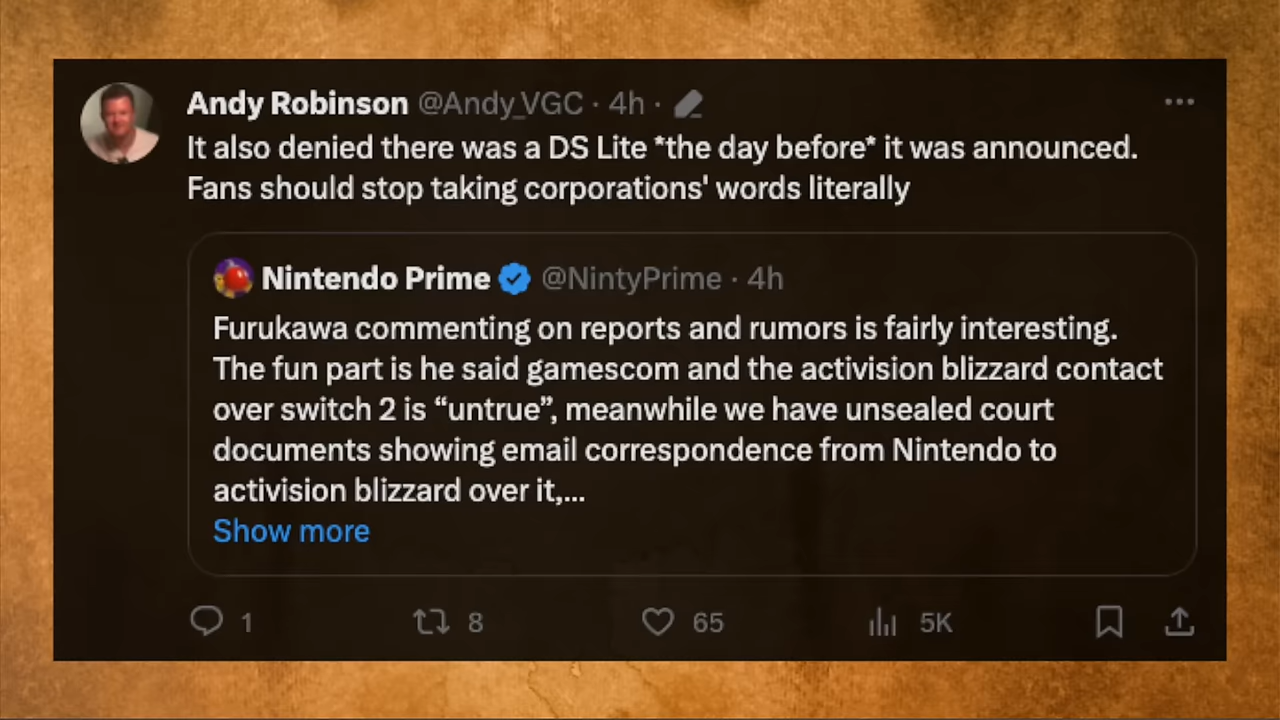 Andy Robinson @Andy_VGC · 4h ·
It also denied there was a DS Lite *the day before* it was announced.
Fans should stop taking corporations' words literally
Nintendo Prime @NintyPrime · 4h
Furukawa commenting on reports and rumors is fairly interesting.
The fun part is he said gamescom and the activision blizzard contact
over switch 2 is “untrue”, meanwhile we have unsealed court
documents showing email correspondence from Nintendo to
activision blizzard over it,...
Show more
1 8 65 5K